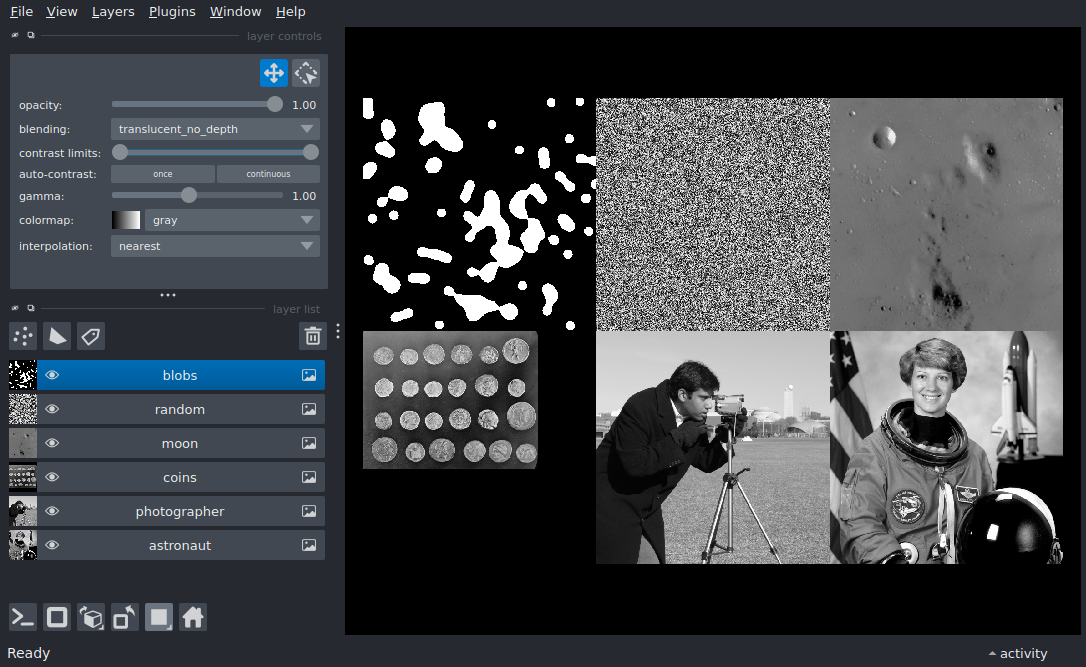 File View Layers Plugins Window Help
layer controls
opacity: 1.00
blending: translucent_no_depth
contrast limits:
auto-contrast: once continuous
gamma: 1.00
colormap: gray
interpolation: nearest
layer list
blobs
random
moon
coins
photographer
astronaut
Ready
activity